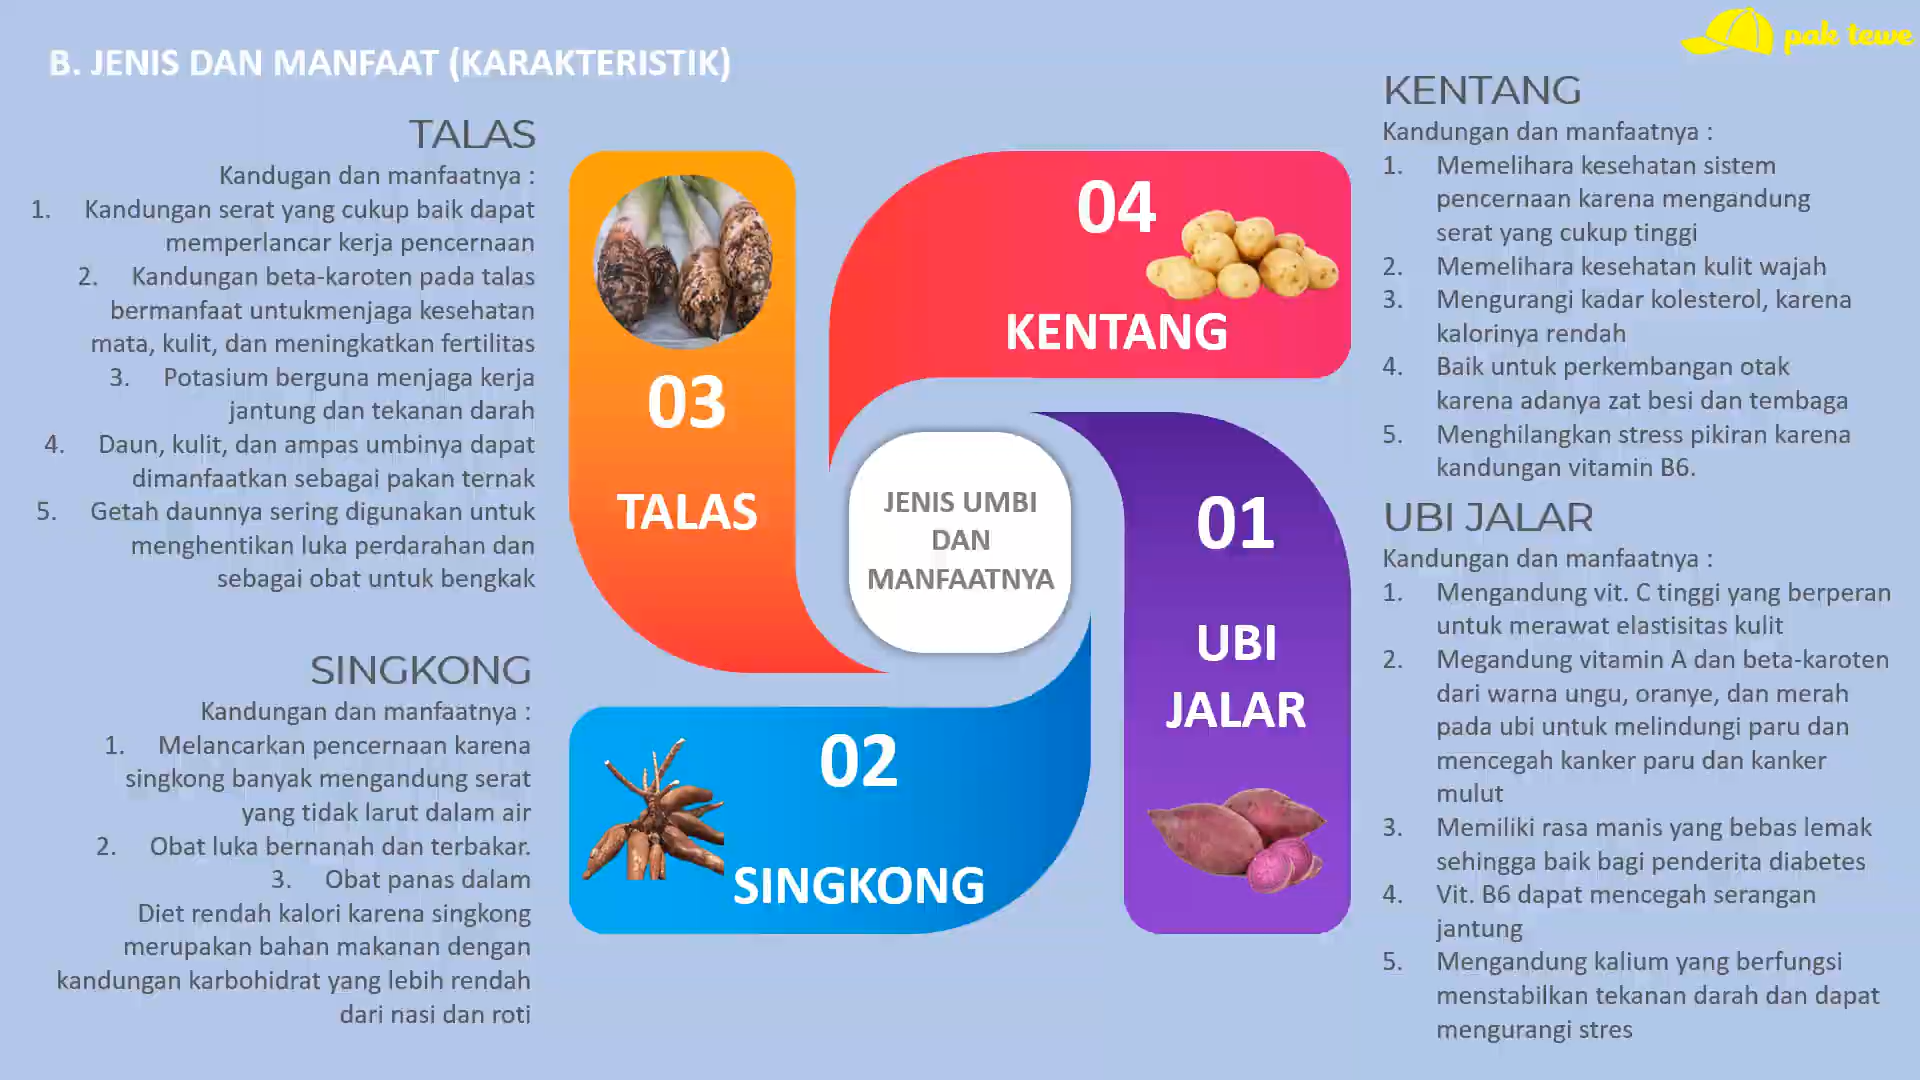 pak tewe
B. JENIS DAN MANFAAT (KARAKTERISTIK)
TALAS
Kandugan dan manfaatnya :
1. Kandungan serat yang cukup baik dapat
memperlancar kerja pencernaan
2. Kandungan beta-karoten pada talas
bermanfaat untukmenjaga kesehatan
mata, kulit, dan meningkatkan fertilitas
3. Potasium berguna menjaga kerja
jantung dan tekanan darah
4. Daun, kulit, dan ampas umbinya dapat
dimanfaatkan sebagai pakan ternak
5. Getah daunnya sering digunakan untuk
menghentikan luka perdarahan dan
sebagai obat untuk bengkak
SINGKONG
Kandungan dan manfaatnya :
1. Melancarkan pencernaan karena
singkong banyak mengandung serat
yang tidak larut dalam air
2. Obat luka bernanah dan terbakar.
3. Obat panas dalam
Diet rendah kalori karena singkong
merupakan bahan makanan dengan
kandungan karbohidrat yang lebih rendah
dari nasi dan roti
03
TALAS
04
KENTANG
JENIS UMBI
DAN
MANFAATNYA
01
UBI
JALAR
02
SINGKONG
KENTANG
Kandungan dan manfaatnya :
1. Memelihara kesehatan sistem
pencernaan karena mengandung
serat yang cukup tinggi
2. Memelihara kesehatan kulit wajah
3. Mengurangi kadar kolesterol, karena
kalorinya rendah
4. Baik untuk perkembangan otak
karena adanya zat besi dan tembaga
5. Menghilangkan stress pikiran karena
kandungan vitamin B6.
UBI JALAR
Kandungan dan manfaatnya :
1. Mengandung vit. C tinggi yang berperan
untuk merawat elastisitas kulit
2. Megandung vitamin A dan beta-karoten
dari warna ungu, oranye, dan merah
pada ubi untuk melindungi paru dan
mencegah kanker paru dan kanker
mulut
3. Memiliki rasa manis yang bebas lemak
sehingga baik bagi penderita diabetes
4. Vit. B6 dapat mencegah serangan
jantung
5. Mengandung kalium yang berfungsi
menstabilkan tekanan darah dan dapat
mengurangi stres